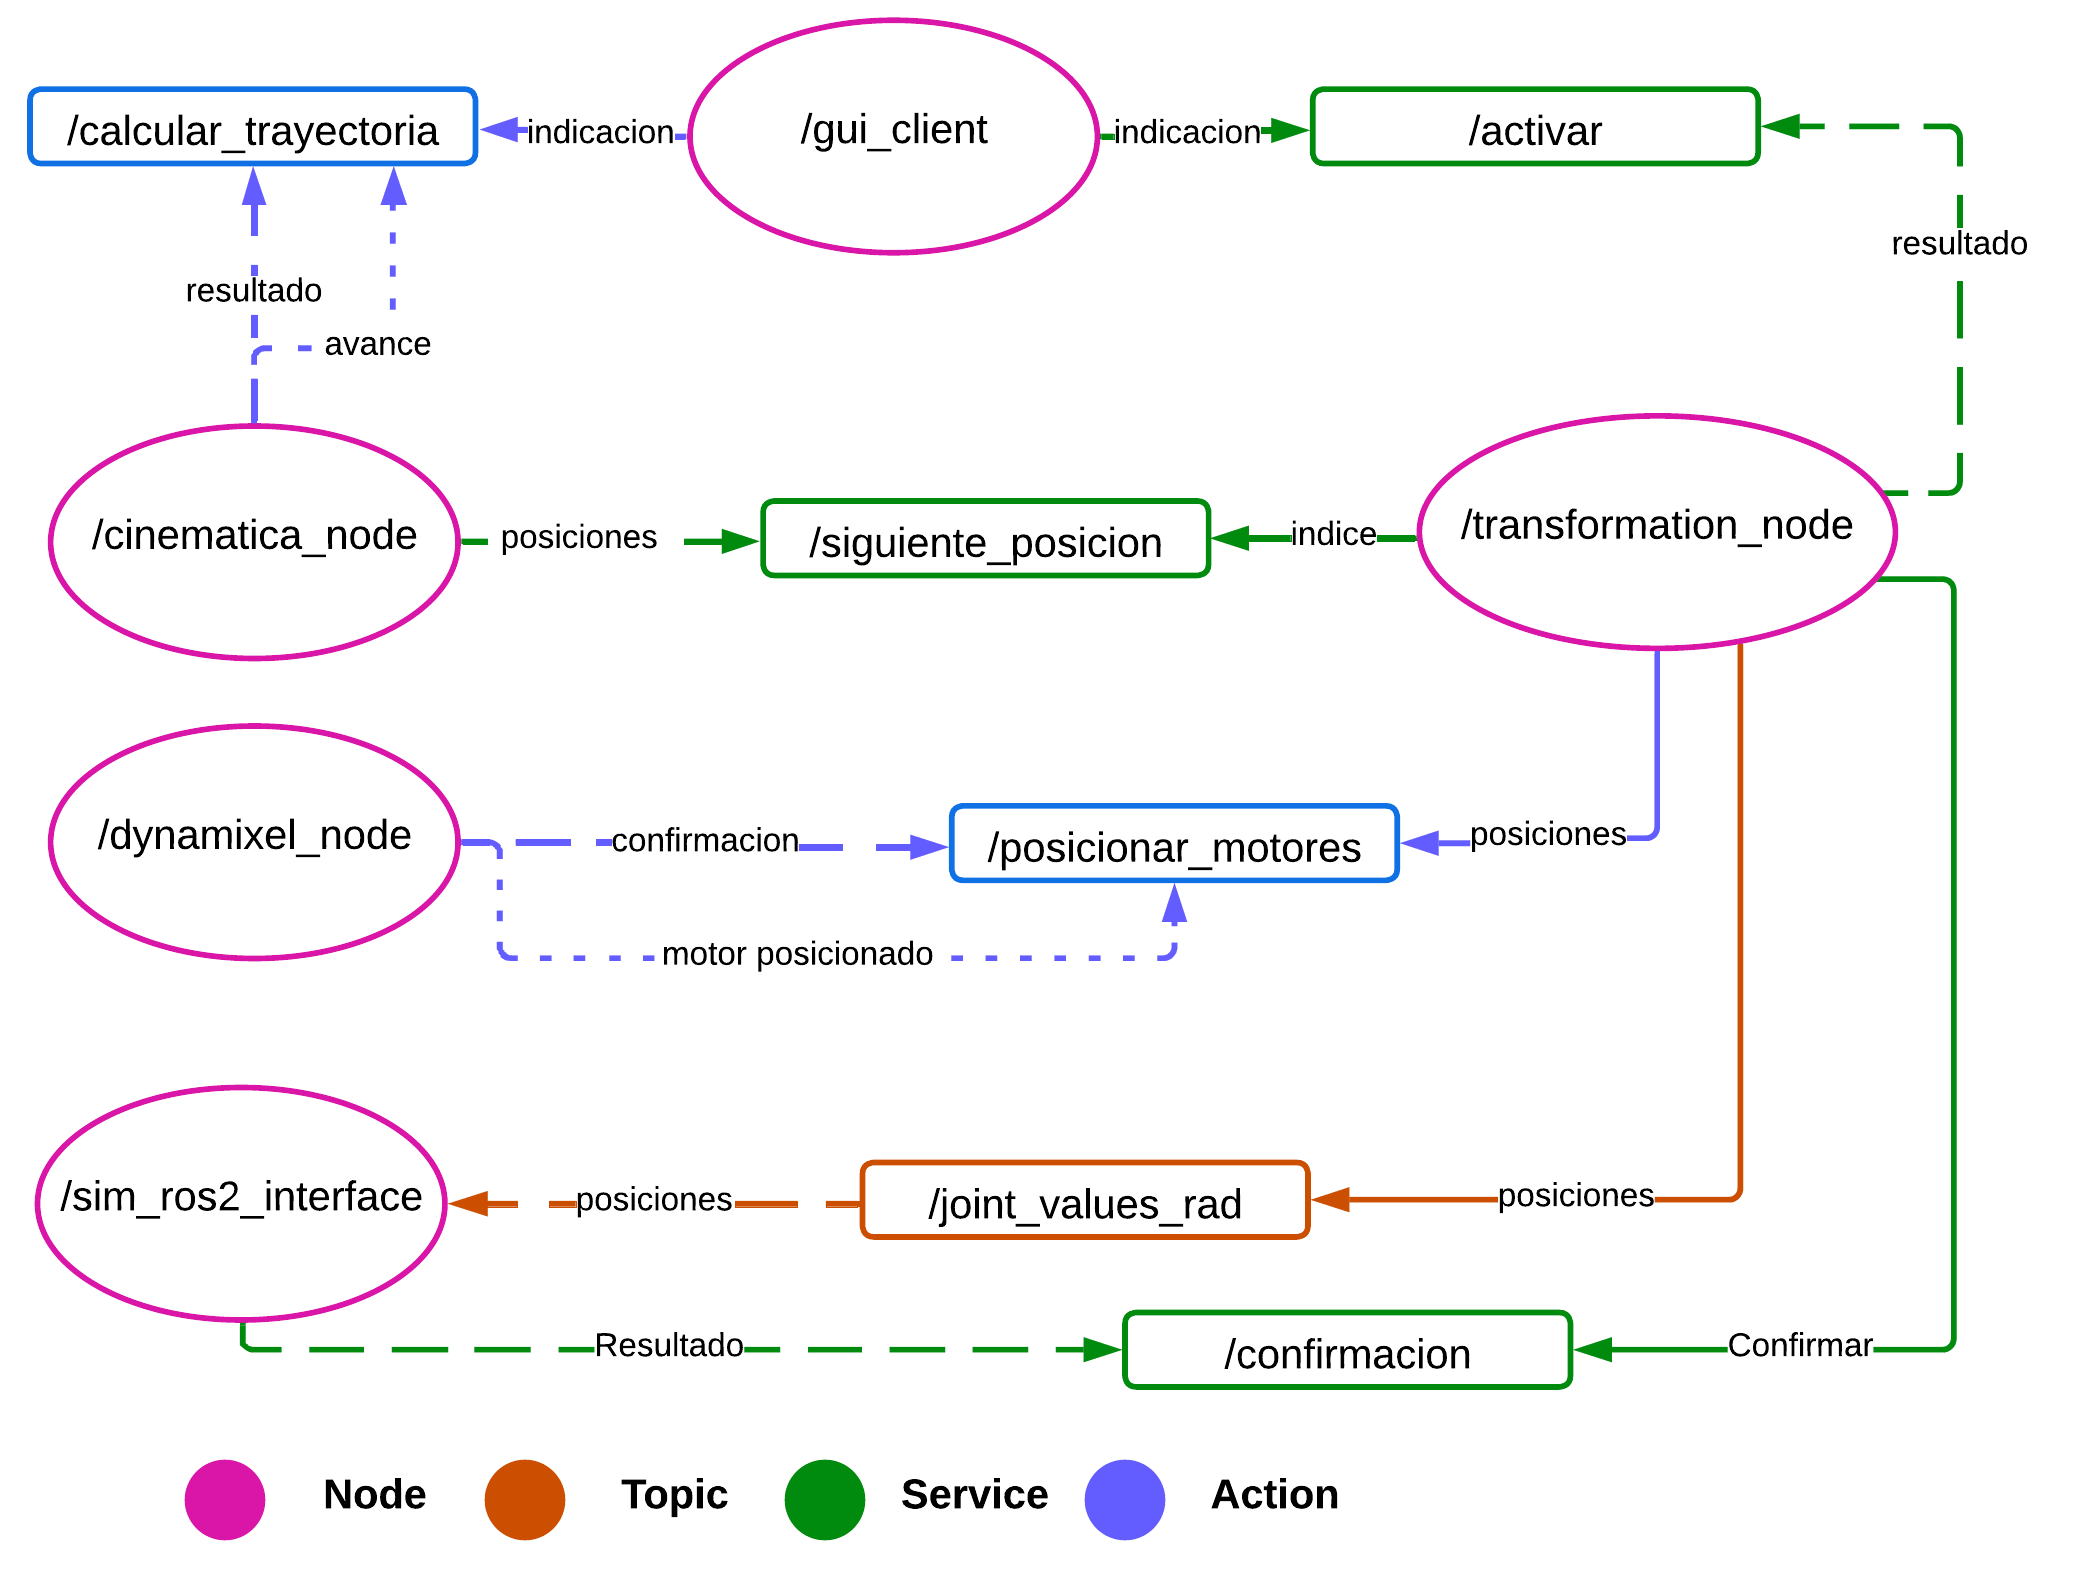 /calcular_trayectoria
indicacion
/gui_client
indicacion
/activar
resultado
resultado
avance
/cinematica_node
posiciones
/siguiente_posicion
indice
/transformation_node
/dynamixel_node
confirmacion
/posicionar_motores
posiciones
motor posicionado
/sim_ros2_interface
posiciones
/joint_values_rad
posiciones
Resultado
/confirmacion
Confirmar
Node
Topic
Service
Action